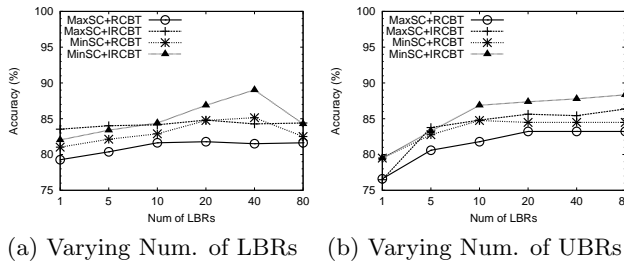 100
95
90
85
80
75
Accuracy (%)
MaxSC+RCBT
MaxSC+IRCBT
MinSC+RCBT
MinSC+IRCBT
1 5 10 20 40 80
Num of LBRs
(a) Varying Num. of LBRs
100
95
90
85
80
75
Accuracy (%)
MaxSC+RCBT
MaxSC+IRCBT
MinSC+RCBT
MinSC+IRCBT
1 5 10 20 40
Num of LBRs
(b) Varying Num. of UBRs